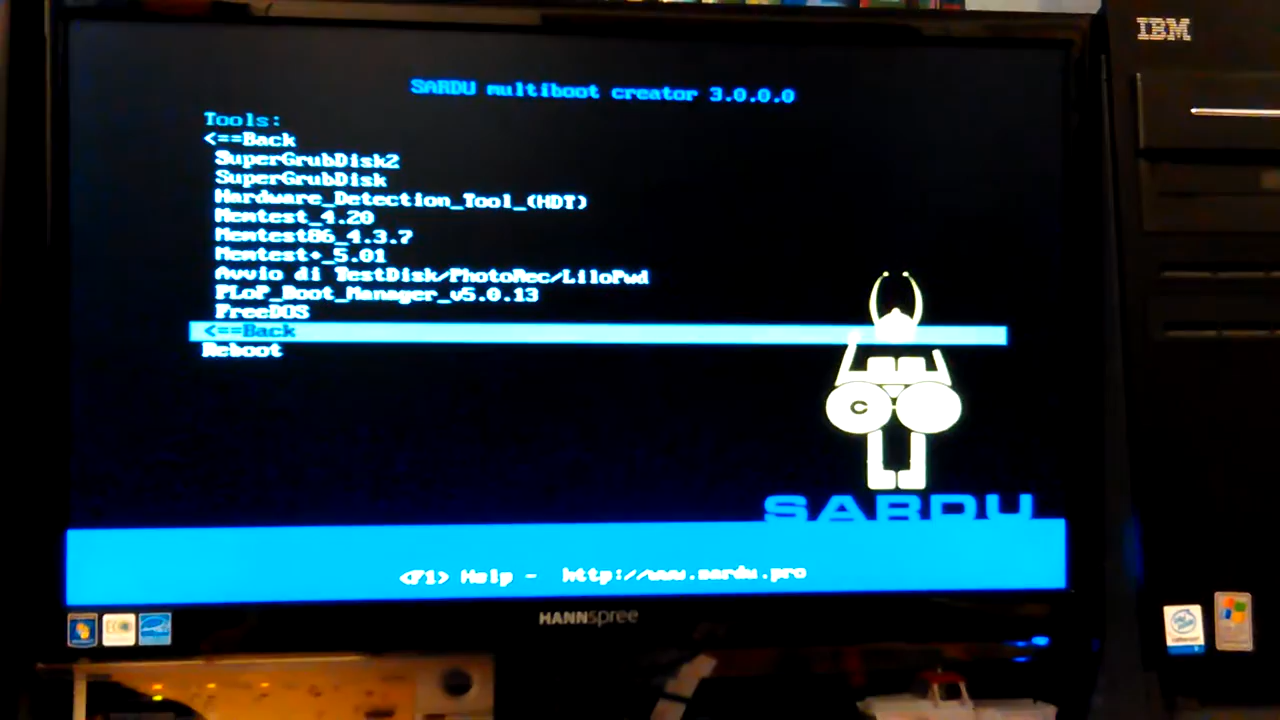 IBM
SARDU multiboot creator 3.0.0.0
Tools:
<==Back
SuperGrubDisk2
SuperGrubDisk
Hardware_Detection_Tool_(HDT)
Memtest_4.20
Memtest86_4.3.7
Memtest+_5.01
Avvio di TestDisk/PhotoRec/LiloPwd
PLoP_Boot_Manager_v5.0.13
FreeDOS
<==Back
Reboot
C
SARDU
<F1> Help - http://www.sardu.pro
HANNspree
ECO